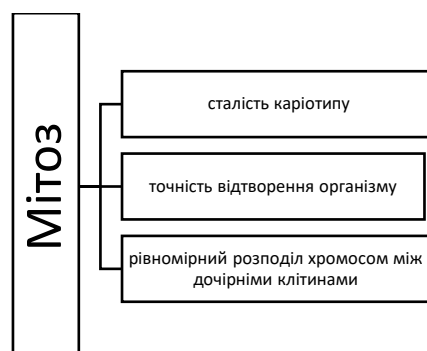 Мітоз
сталість каріотипу
точність відтворення організму
рівномірний розподіл хромосом між
дочірніми клітинами